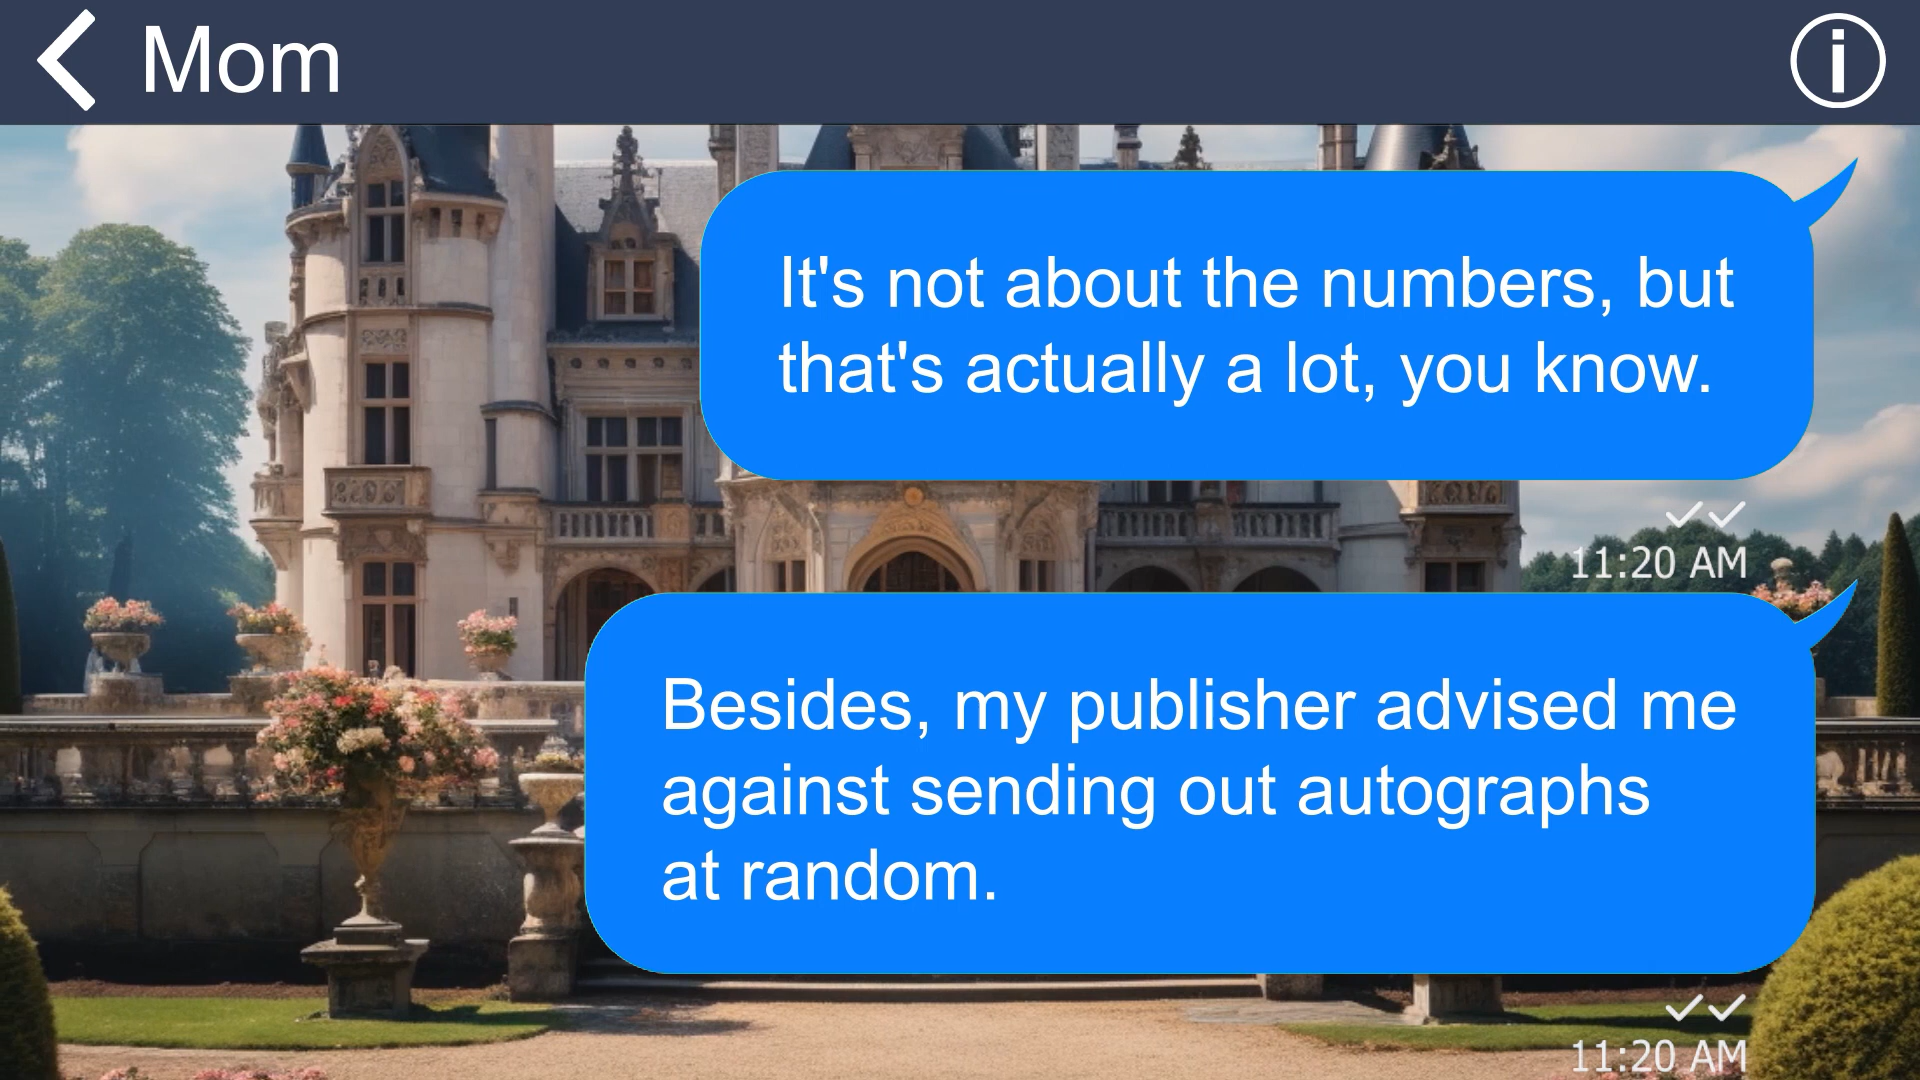 Mom
It's not about the numbers, but
that's actually a lot, you know.
11:20 AM
Besides, my publisher advised me
against sending out autographs
at random.
11:20 AM